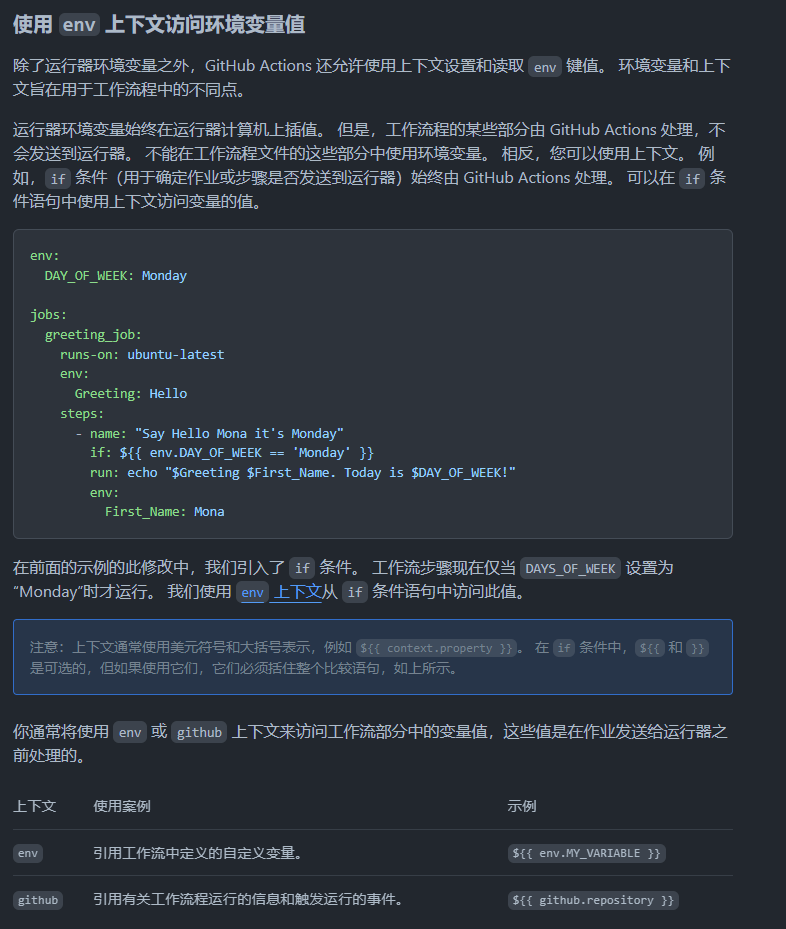 使用 env 上下文访问环境变量值
除了运行器环境变量之外，GitHub Actions 还允许使用上下文设置和读取 env 键值。 环境变量和上下
文旨在用于工作流程中的不同点。
运行器环境变量始终在运行器计算机上插值。 但是，工作流程的某些部分由 GitHub Actions 处理，不
会发送到运行器。 不能在工作流程文件的这些部分中使用环境变量。 相反，您可以使用上下文。 例
如， if 条件（用于确定作业或步骤是否发送到运行器）始终由 GitHub Actions 处理。 可以在 if 条
件语句中使用上下文访问变量的值。
env:
  DAY_OF_WEEK: Monday
jobs:
  greeting_job:
    runs-on: ubuntu-latest
    env:
      Greeting: Hello
    steps:
      - name: "Say Hello Mona it's Monday"
        if: ${{ env.DAY_OF_WEEK == 'Monday' }}
        run: echo "$Greeting $First_Name. Today is $DAY_OF_WEEK!"
        env:
          First_Name: Mona
在前面的示例的此修改中，我们引入了 if 条件。 工作流步骤现在仅当 DAYS_OF_WEEK 设置为
“Monday”时才运行。 我们使用 env 上下文从 if 条件语句中访问此值。
注意：上下文通常使用美元符号和大括号表示，例如 ${{ context.property }}。 在 if 条件中，${{ 和 }}
是可选的，但如果使用它们，它们必须括住整个比较语句，如上所示。
你通常将使用 env 或 github 上下文来访问工作流部分中的变量值，这些值是在作业发送给运行器之
前处理的。
上下文 使用案例 示例
env 引用工作流中定义的自定义变量。 ${{ env.MY_VARIABLE }}
github 引用有关工作流程运行的信息和触发运行的事件。 ${{ github.repository }}